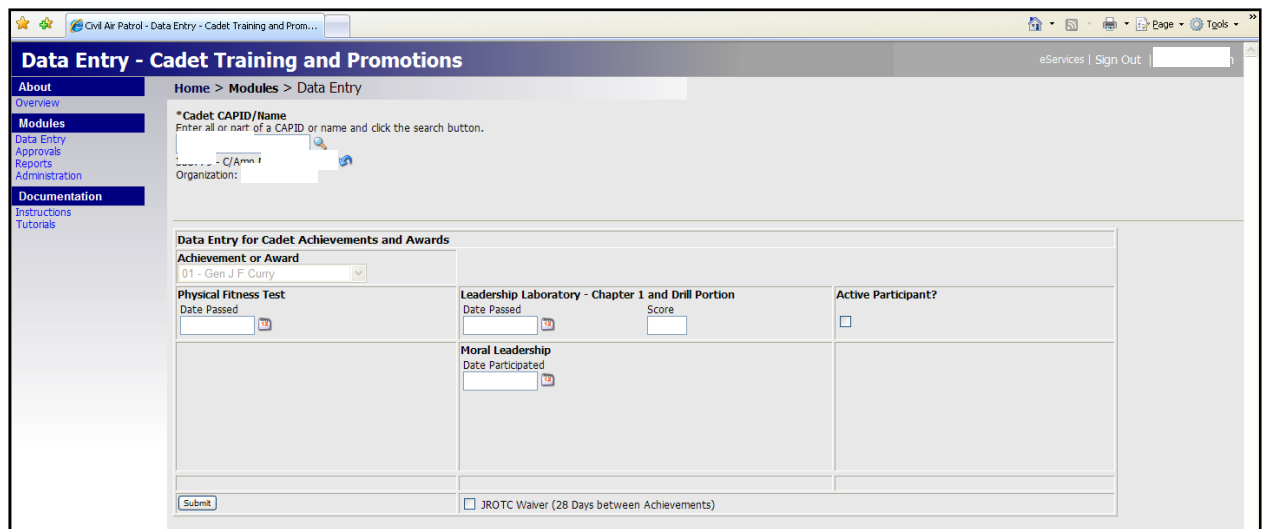 Civil Air Patrol - Data Entry - Cadet Training and Prom...
Page Tools
Data Entry - Cadet Training and Promotions
eServices | Sign Out |
About
Overview
Modules
Data Entry
Approvals
Reports
Administration
Documentation
Instructions
Tutorials
Home > Modules > Data Entry
*Cadet CAPID/Name
Enter all or part of a CAPID or name and click the search button.
- C/Amn
Organization:
Data Entry for Cadet Achievements and Awards
Achievement or Award
01 - Gen J F Curry
Physical Fitness Test
Date Passed
Leadership Laboratory - Chapter 1 and Drill Portion
Date Passed Score
Active Participant?
Moral Leadership
Date Participated
Submit
JROTC Waiver (28 Days between Achievements)